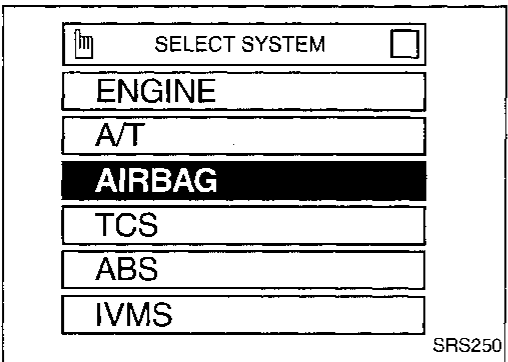 SELECT SYSTEM
ENGINE
A/T
AIRBAG
TCS
ABS
IVMS
SRS250